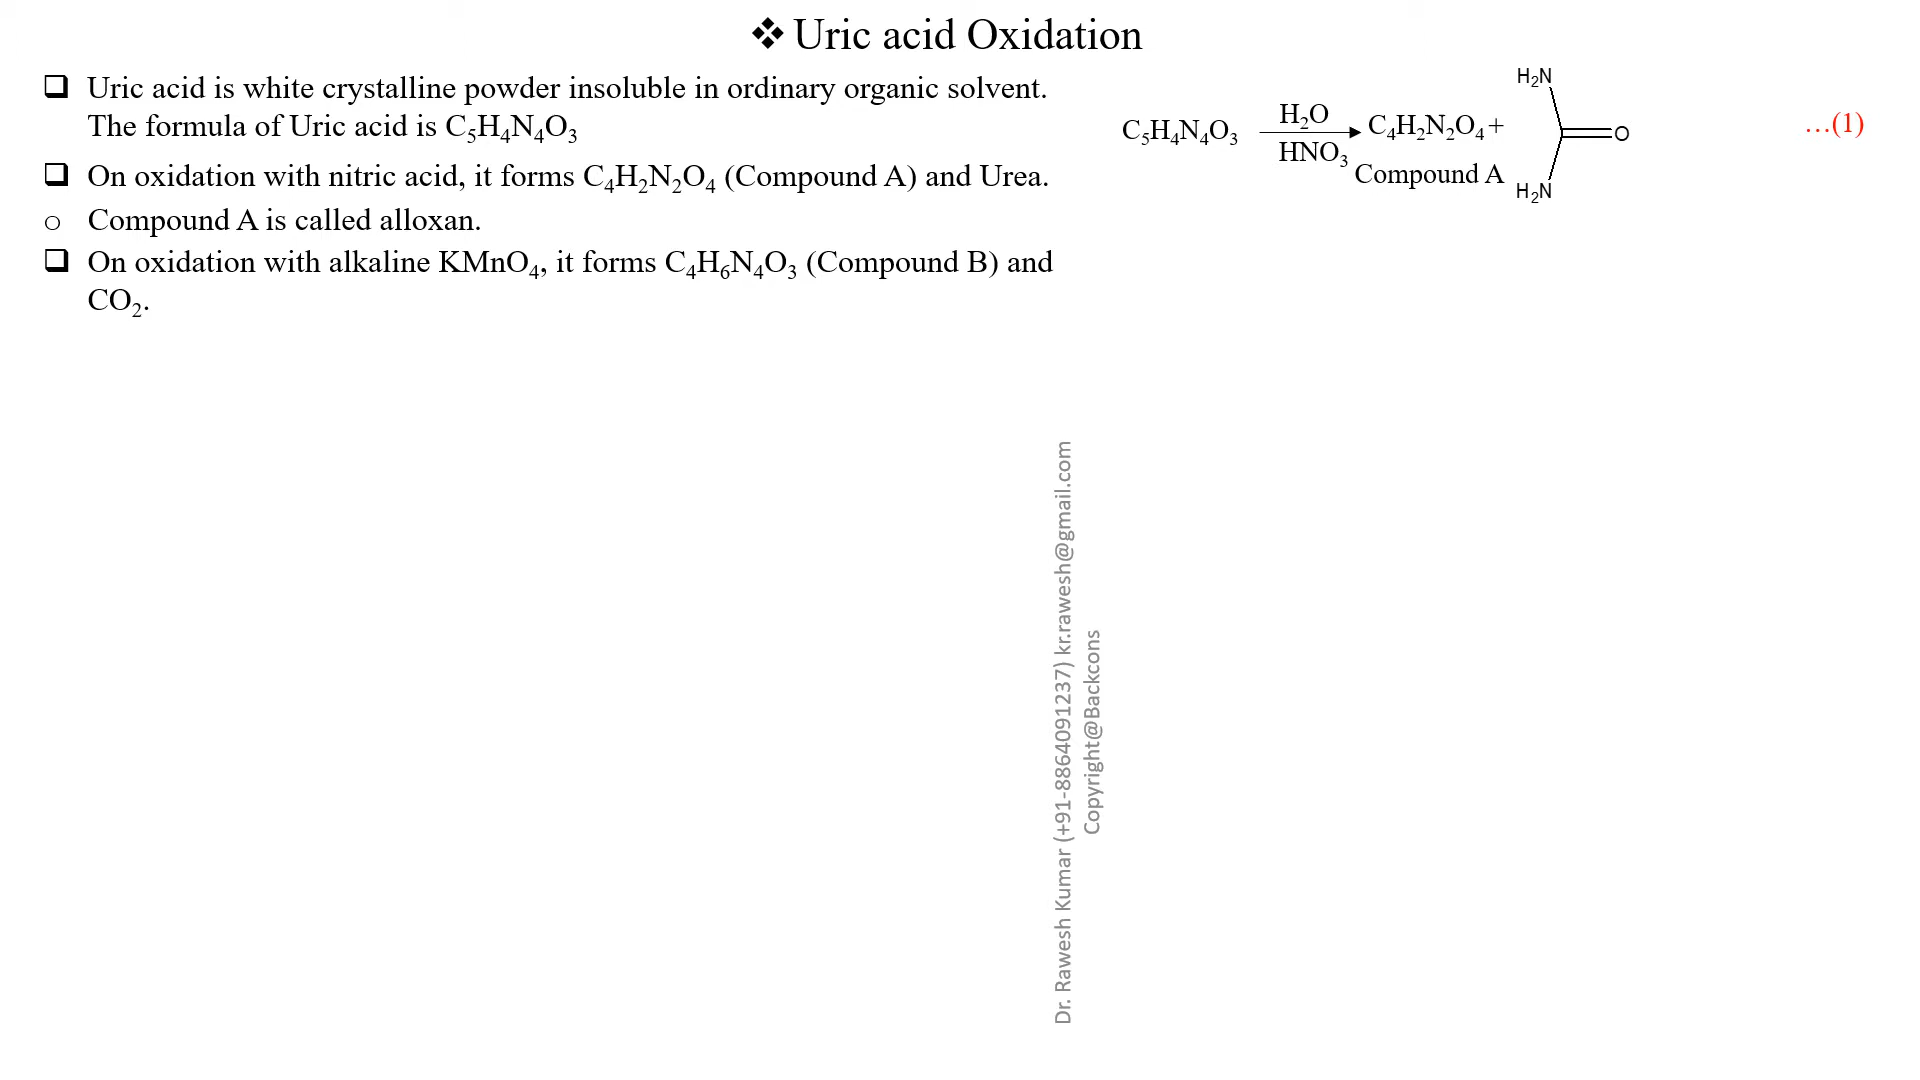 ❖ Uric acid Oxidation
❑ Uric acid is white crystalline powder insoluble in ordinary organic solvent.
The formula of Uric acid is C₅H₄N₄O₃
❑ On oxidation with nitric acid, it forms C₄H₂N₂O₄ (Compound A) and Urea.
o Compound A is called alloxan.
❑ On oxidation with alkaline KMnO₄, it forms C₄H₆N₄O₃ (Compound B) and
CO₂.
H₂N
H₂O
C₅H₄N₄O₃ C₄H₂N₂O₄ + O ...(1)
HNO₃
Compound A
H₂N
Dr. Rawesh Kumar (+91-8864091237) kr.rawesh@gmail.com
Copyright@Backcons